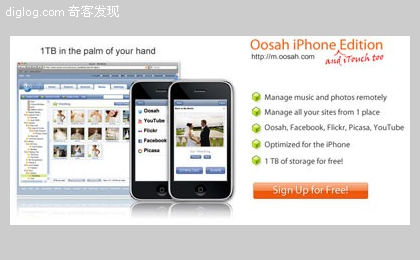 diglog.com 奇客发现
1TB in the palm of your hand
Oosah
YouTube
Flickr
Facebook
Picasa
Oosah iPhone Edition
http://m.oosah.com
and iTouch too
Manage music and photos remotely
Manage all your sites from 1 place
Oosah, Facebook, Flickr, Picasa, YouTube
Optimized for the iPhone
1 TB of storage for free!
Sign Up for Free!